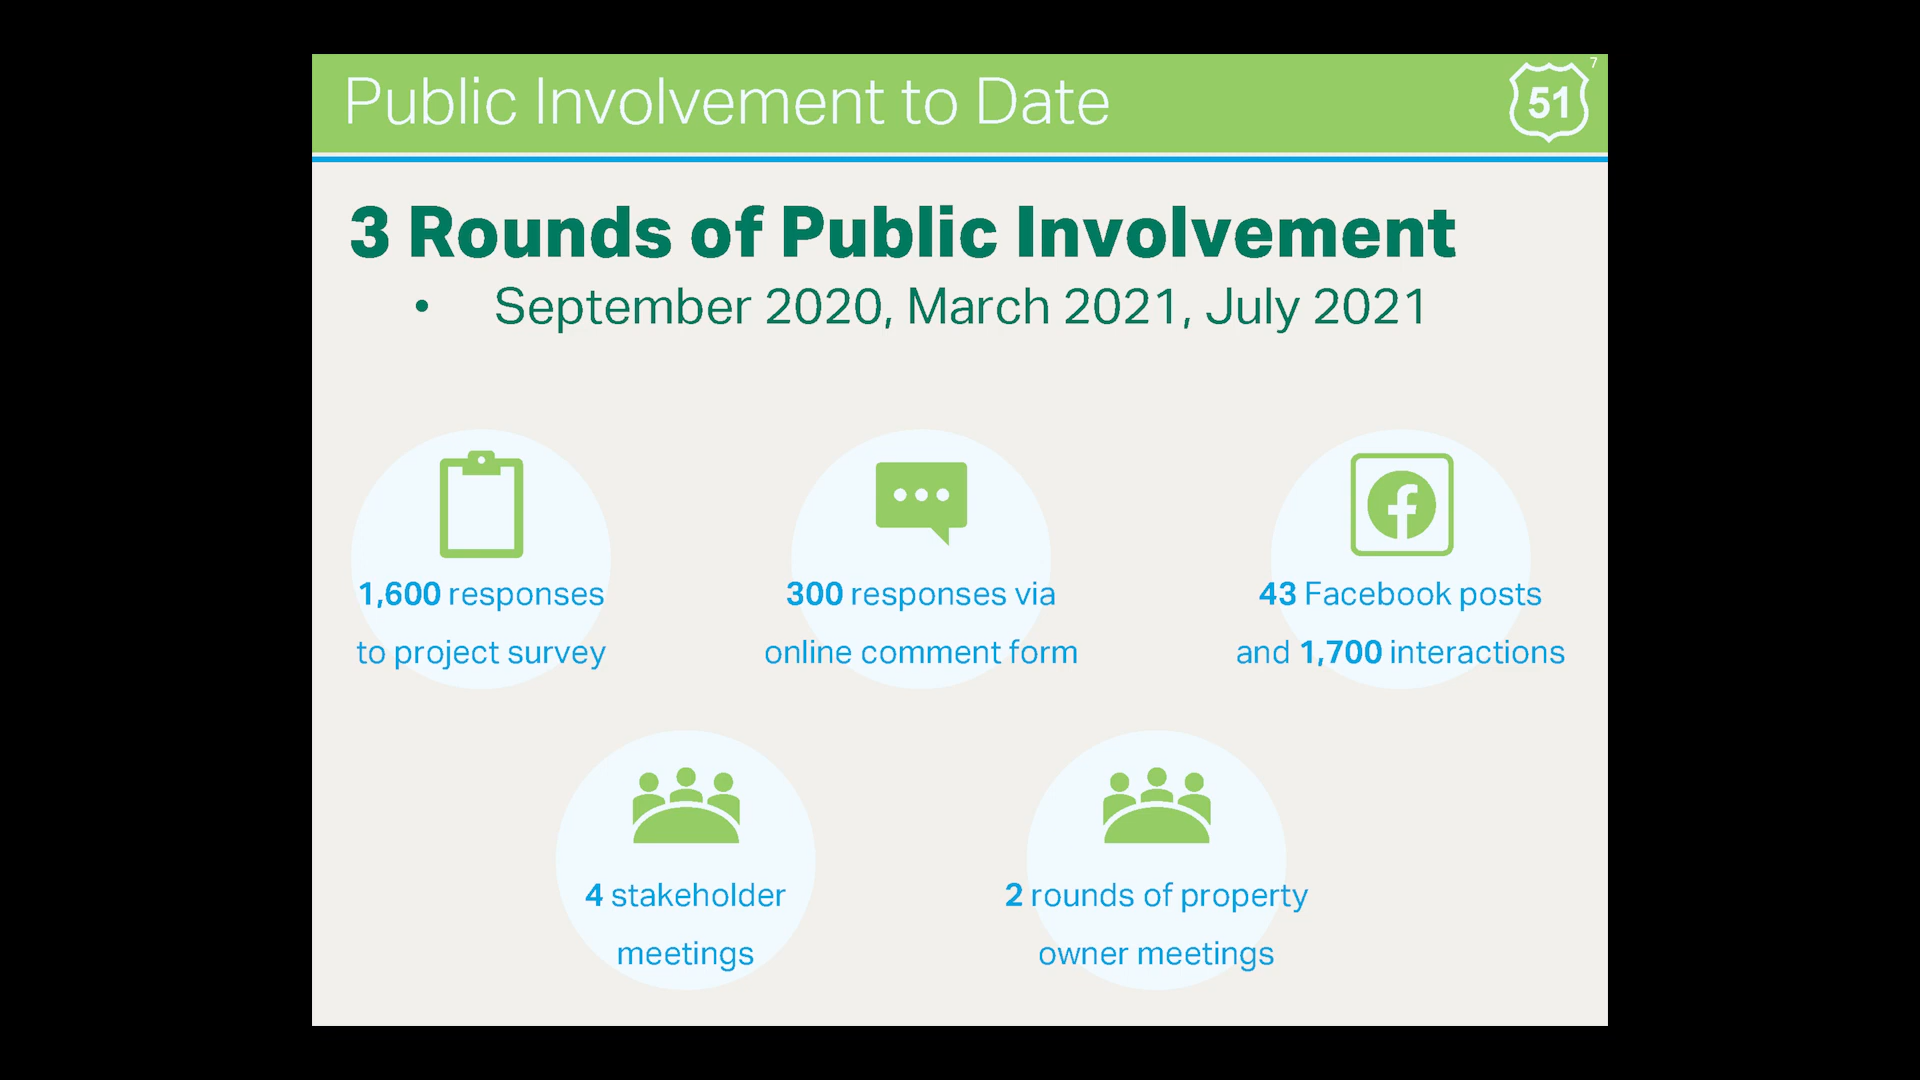 Public Involvement to Date
51
7
3 Rounds of Public Involvement
• September 2020, March 2021, July 2021
1,600 responses
to project survey
300 responses via
online comment form
43 Facebook posts
and 1,700 interactions
4 stakeholder
meetings
2 rounds of property
owner meetings